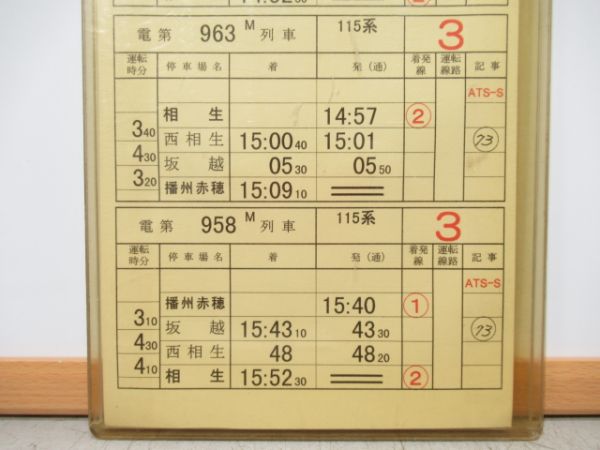 電 第 963 M 列 車 115系 3
運転時分 停車場名 着 発(通) 着発線 運転線路 記事
ATS-S
相 生 14:57 ②
3 40 西相生 15:00 40 15:01 23
4 30 坂 越 05 30 05 50
3 20 播州赤穂 15:09 10 ══
電 第 958 M 列 車 115系 3
運転時分 停車場名 着 発(通) 着発線 運転線路 記事
ATS-S
播州赤穂 15:40 ①
3 10 坂 越 15:43 10 43 30 23
4 30 西相生 48 48 20
4 10 相 生 15:52 30 ══ ②